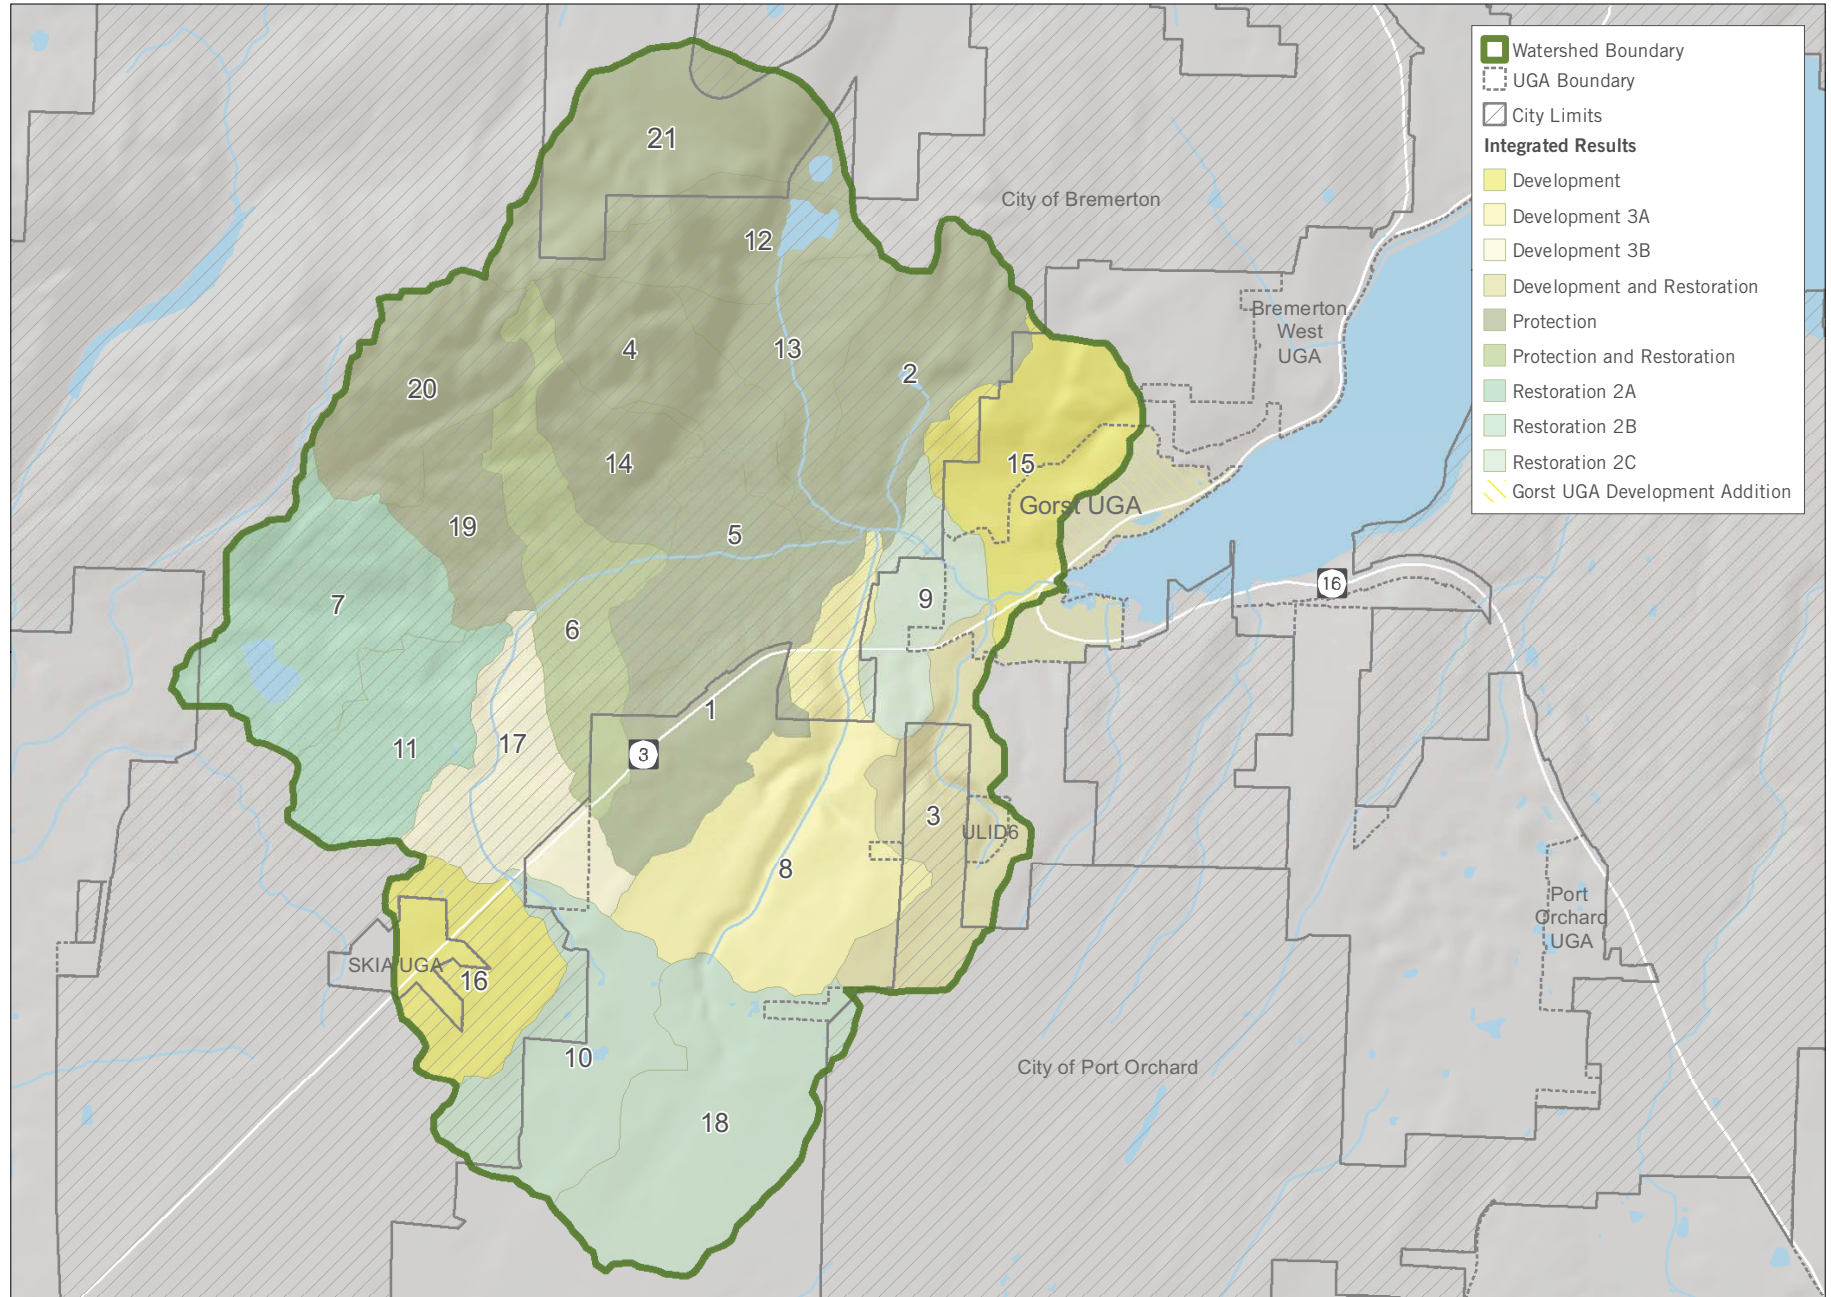 Watershed Boundary
UGA Boundary
City Limits
Integrated Results
Development
Development 3A
Development 3B
Development and Restoration
Protection
Protection and Restoration
Restoration 2A
Restoration 2B
Restoration 2C
Gorst UGA Development Addition
21
City of Bremerton
12
Bremerton
West
UGA
4
13
2
20
14
15
Gorst UGA
19
5
16
7
9
6
1
17
11
3
3
ULID6
8
Port
Orchard
UGA
SKIA UGA
16
10
City of Port Orchard
18